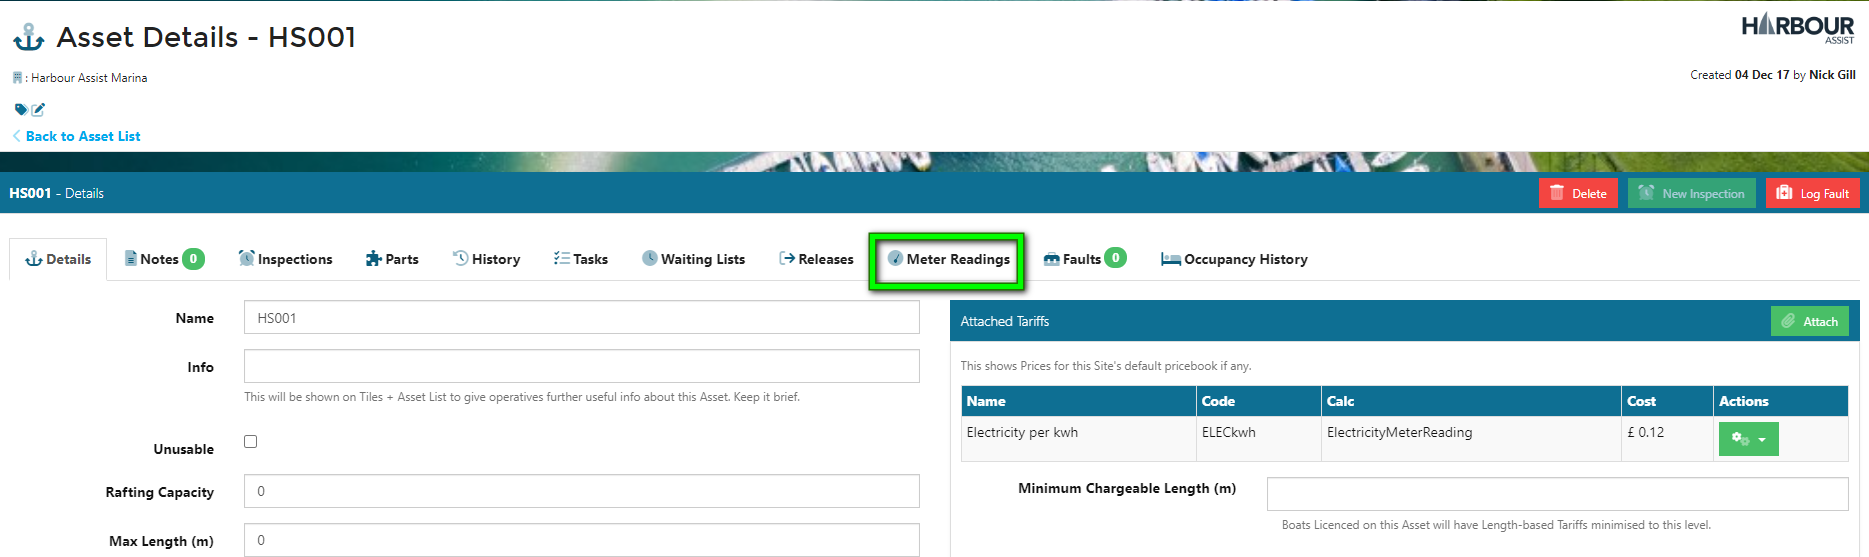 Asset Details - HS001
HARBOUR
ASSIST
: Harbour Assist Marina
Created 04 Dec 17 by Nick Gill
Back to Asset List
HS001 - Details
Delete
New Inspection
Log Fault
Details
Notes 0
Inspections
Parts
History
Tasks
Waiting Lists
Releases
Meter Readings
Faults 0
Occupancy History
Name
HS001
Info
This will be shown on Tiles + Asset List to give operatives further useful info about this Asset. Keep it brief.
Unusable
Rafting Capacity
0
Max Length (m)
0
Attached Tariffs
Attach
This shows Prices for this Site's default pricebook if any.
Name Code Calc Cost Actions
Electricity per kwh ELECkwh ElectricityMeterReading £ 0.12
Minimum Chargeable Length (m)
Boats Licenced on this Asset will have Length-based Tariffs minimised to this level.